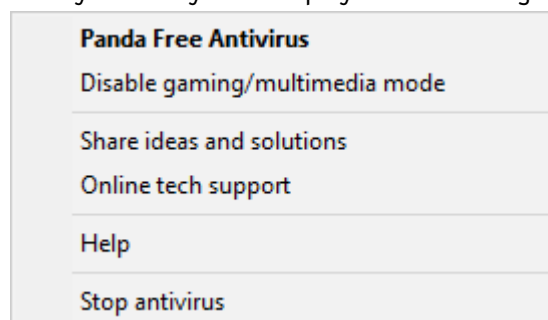 Panda Free Antivirus
Disable gaming/multimedia mode
Share ideas and solutions
Online tech support
Help
Stop antivirus